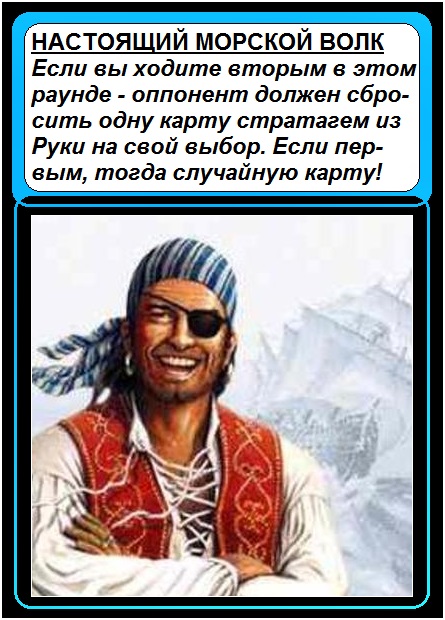 НАСТОЯЩИЙ МОРСКОЙ ВОЛК
Если вы ходите вторым в этом
раунде - оппонент должен сбро-
сить одну карту стратагем из
Руки на свой выбор. Если пер-
вым, тогда случайную карту!